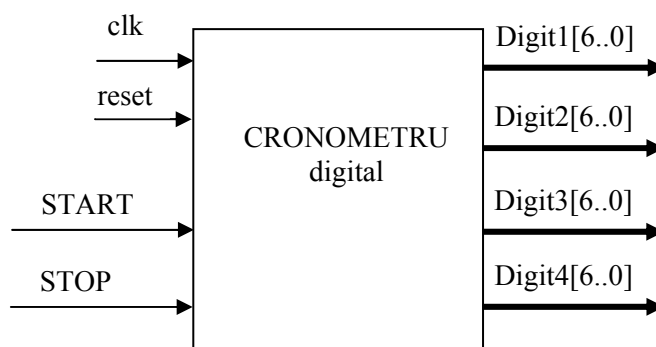 clk
reset
START
STOP
CRONOMETRU
digital
Digit1[6..0]
Digit2[6..0]
Digit3[6..0]
Digit4[6..0]